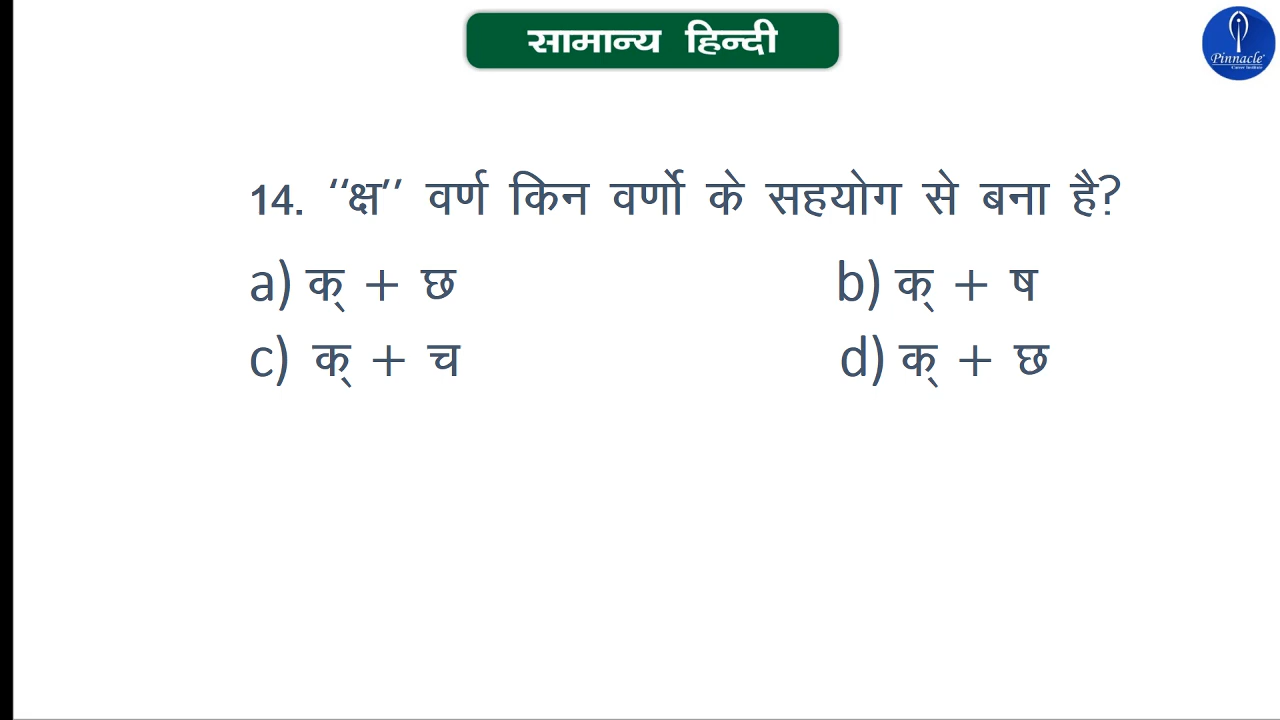 सामान्य हिन्दी
Pinnacle
14. ‘‘क्ष’’ वर्ण किन वर्णो के सहयोग से बना है?
a) क् + छ b) क् + ष
c) क् + च d) क् + छ